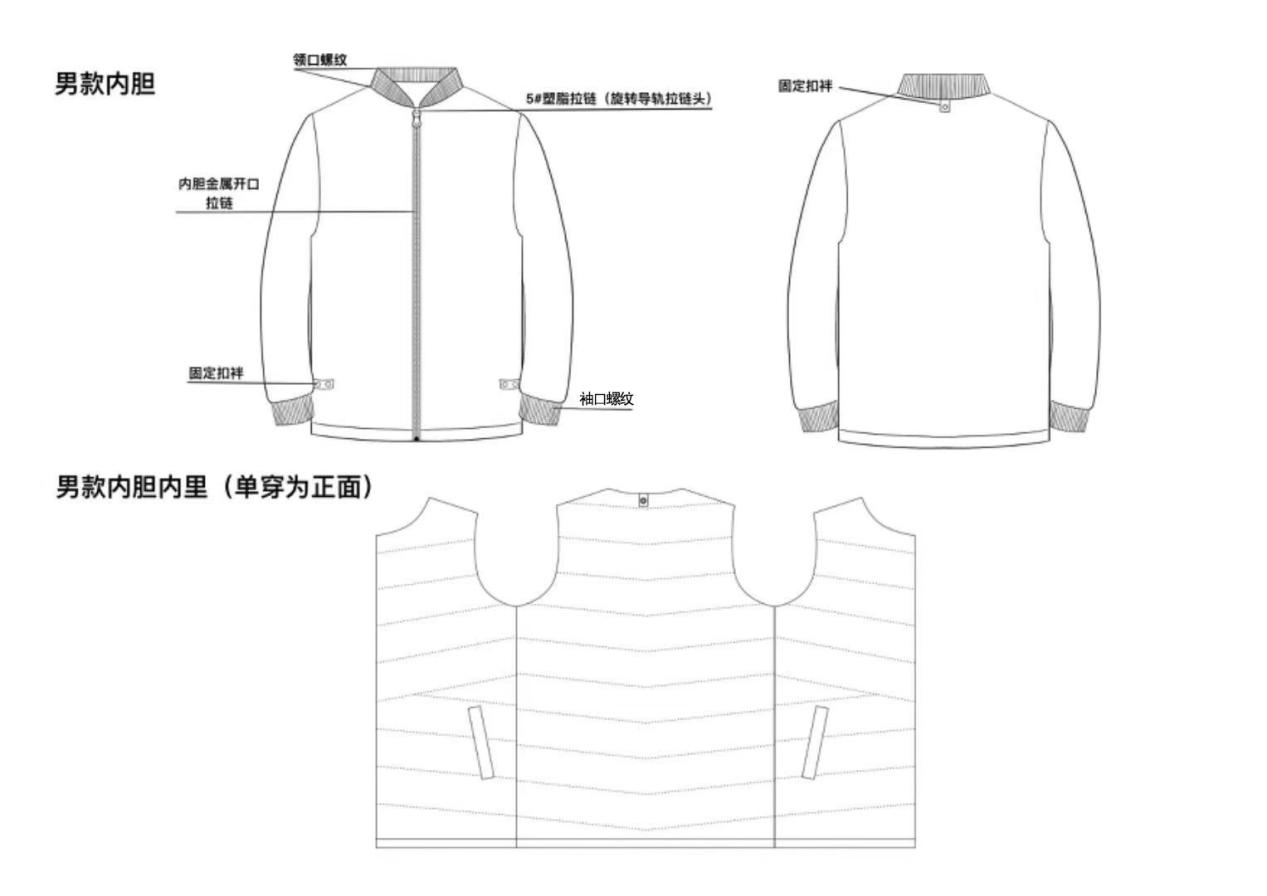 男款内胆
领口螺纹
5#塑脂拉链（旋转导轨拉链头）
固定扣袢
内胆金属开口
拉链
固定扣袢
袖口螺纹
男款内胆内里（单穿为正面）